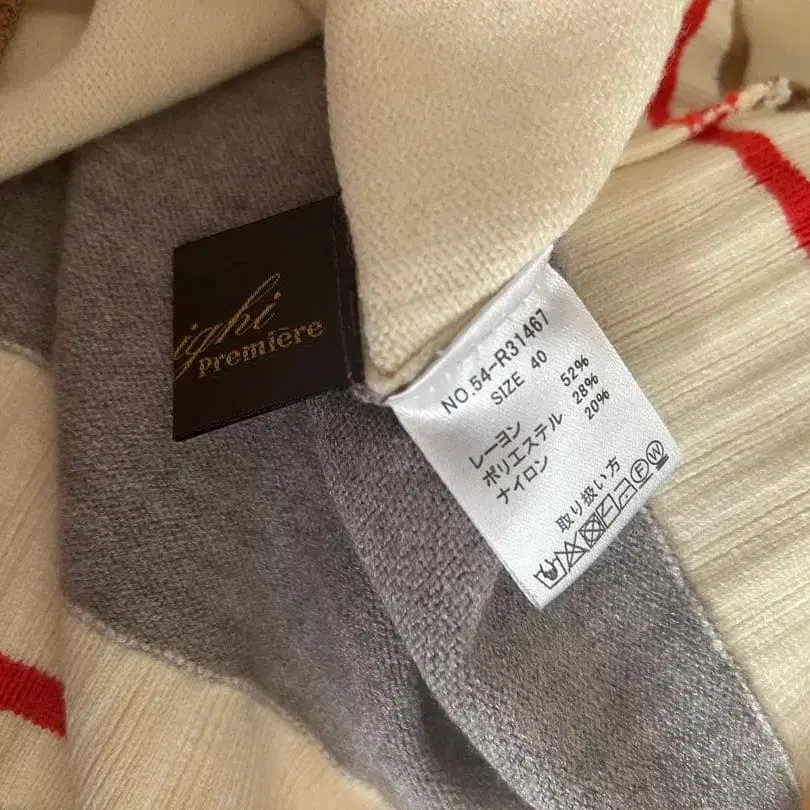 ighi
Première
NO.54-R31467
SIZE 40
レーヨン 52%
ポリエステル 28%
ナイロン 20%
取り扱い方
F W